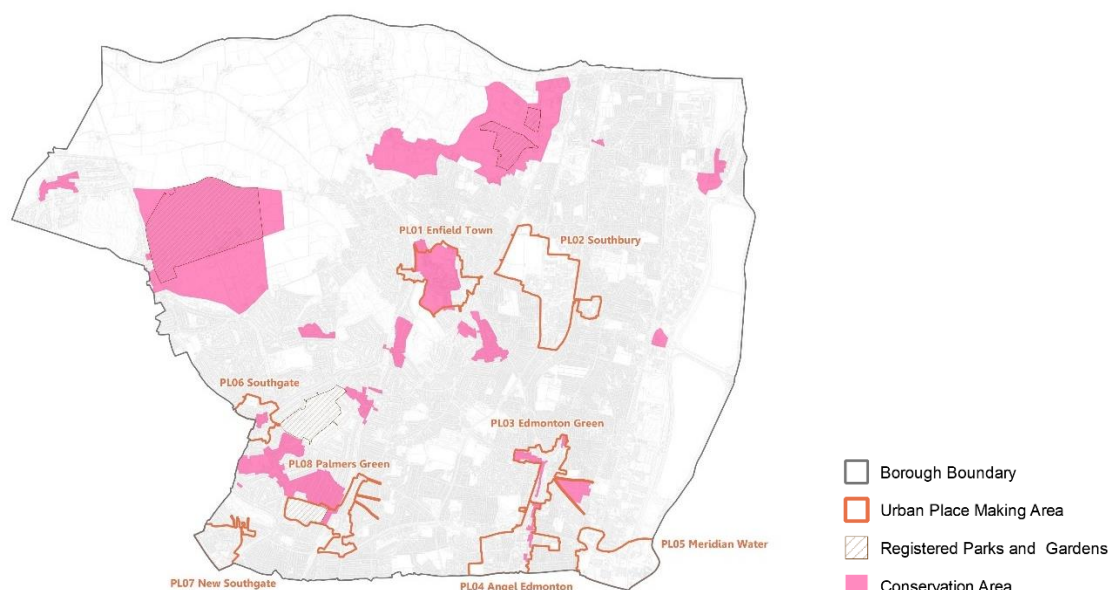 PL01 Enfield Town
PL02 Southbury
PL06 Southgate
PL03 Edmonton Green
PL08 Palmers Green
PL05 Meridian Water
PL07 New Southgate
PL04 Angel Edmonton
Borough Boundary
Urban Place Making Area
Registered Parks and Gardens
Conservation Area